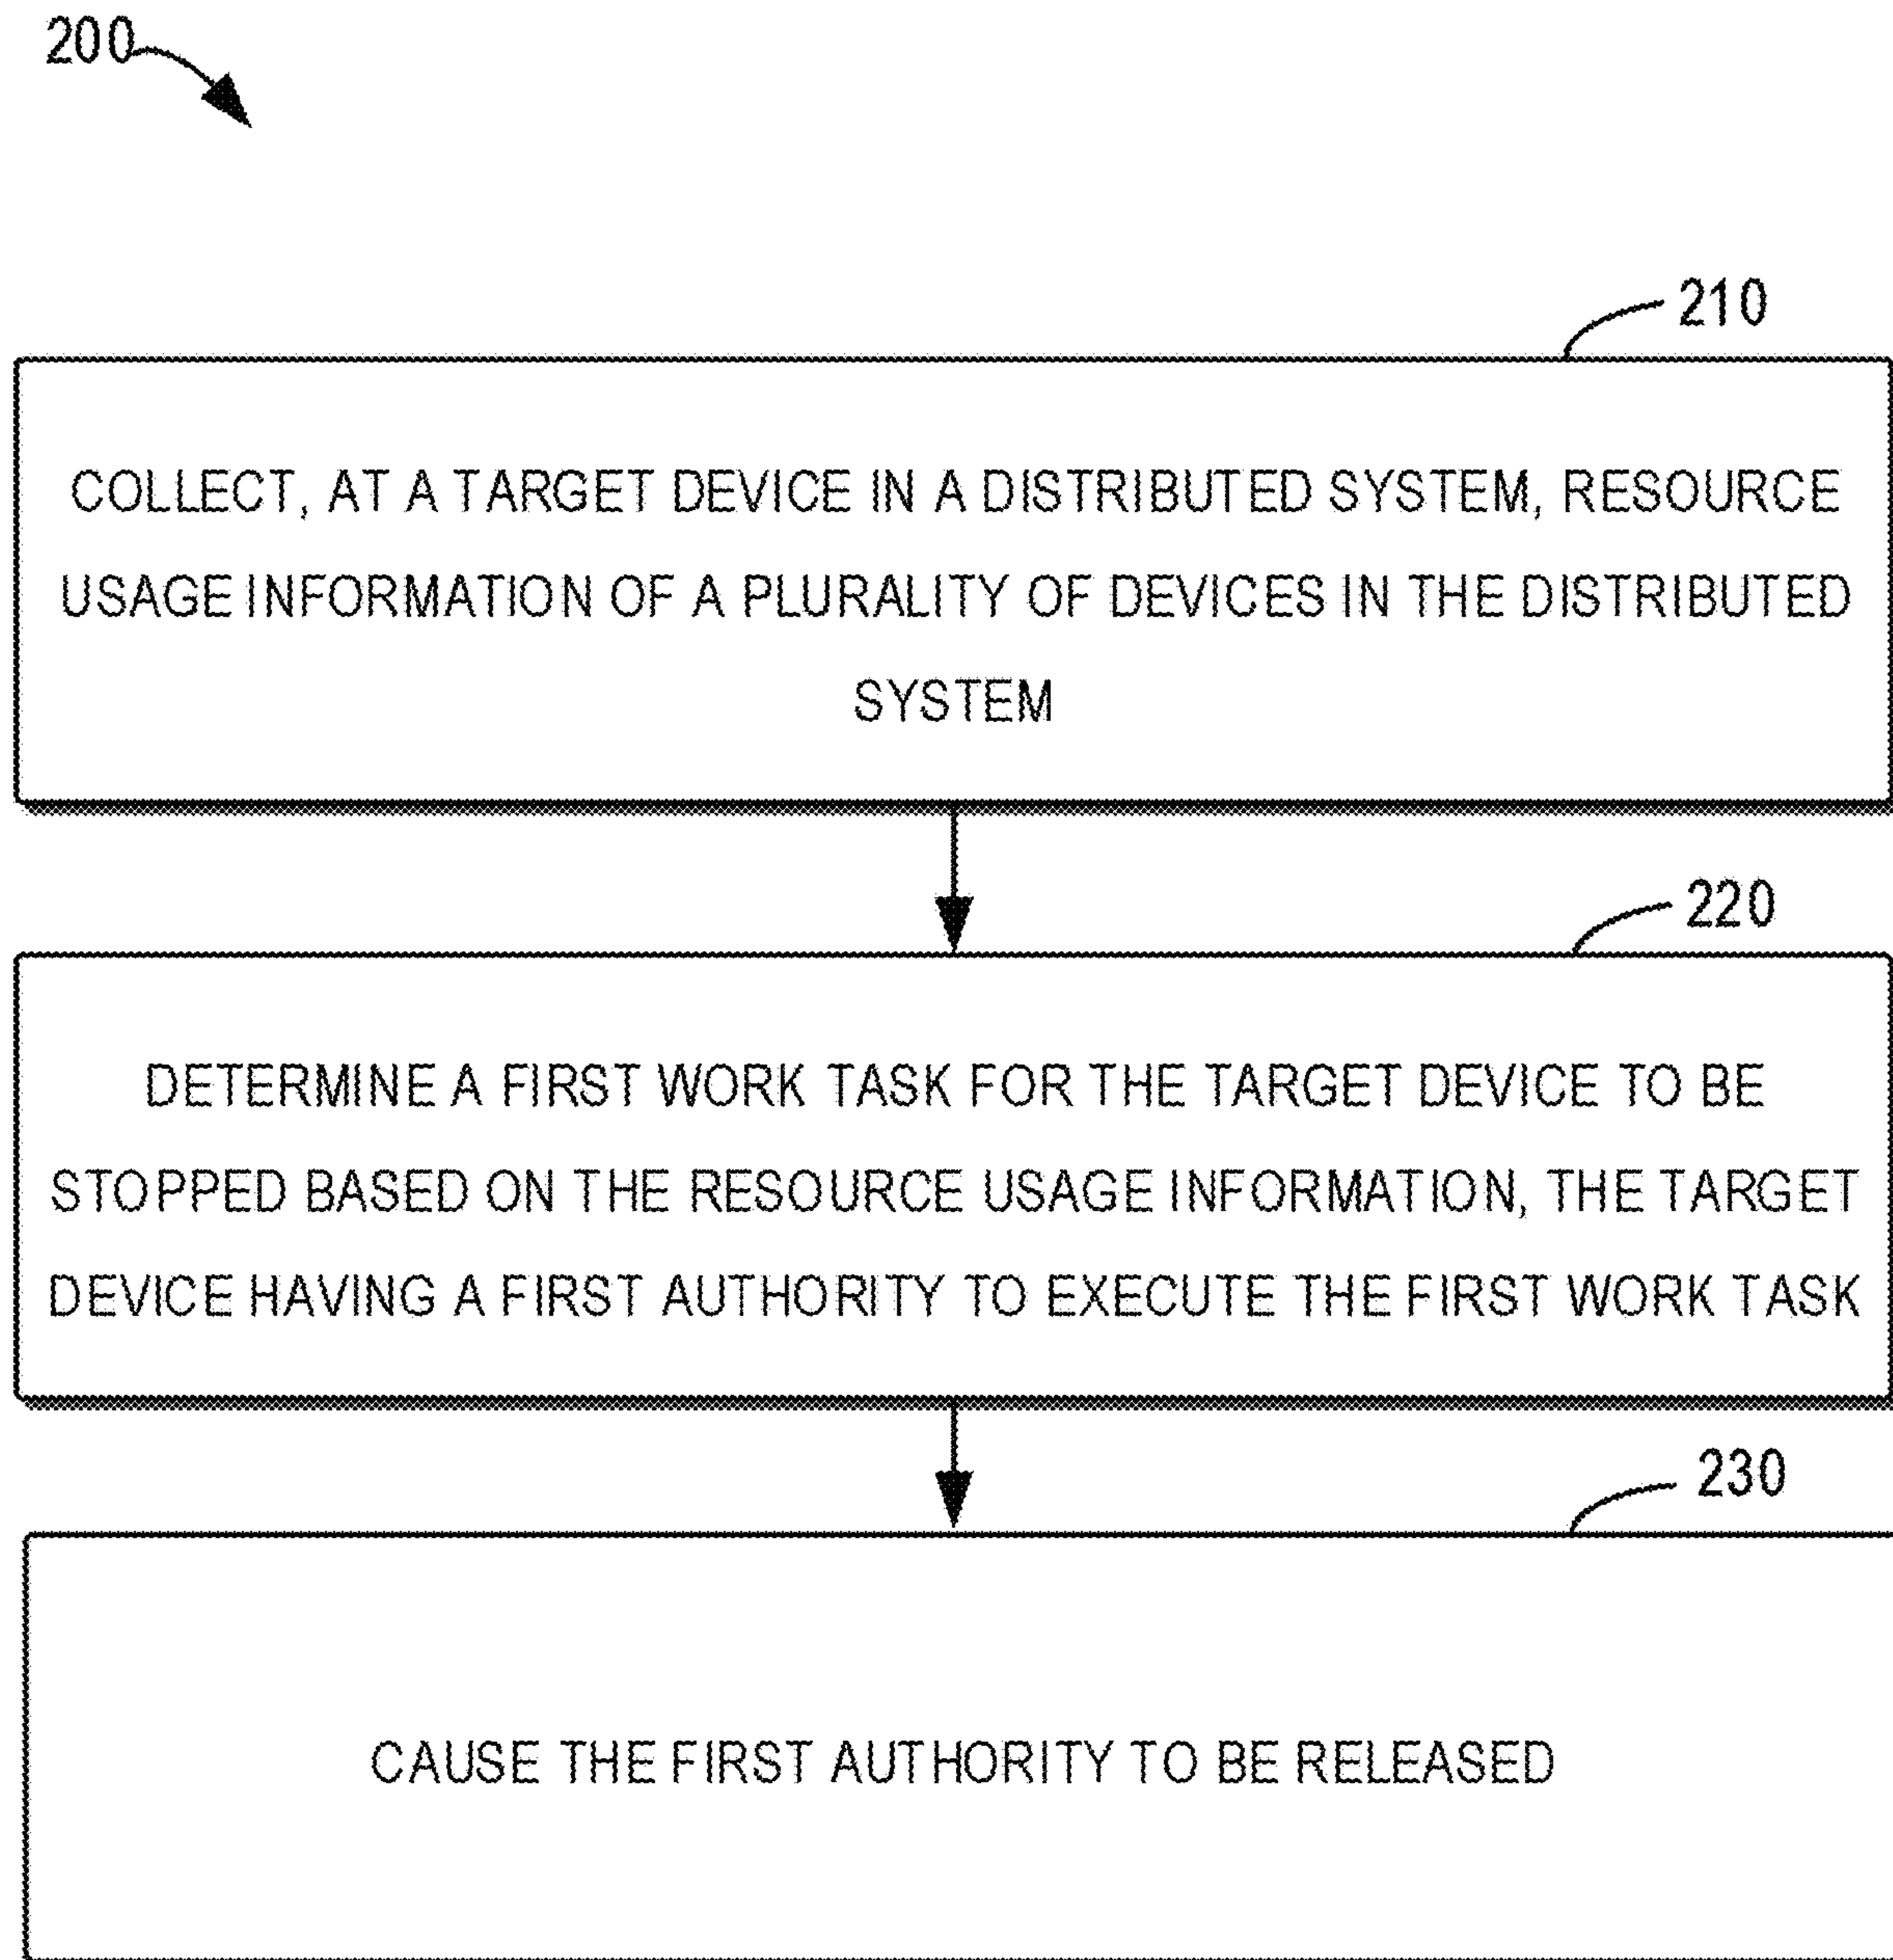 200
210
COLLECT, AT A TARGET DEVICE IN A DISTRIBUTED SYSTEM, RESOURCE
USAGE INFORMATION OF A PLURALITY OF DEVICES IN THE DISTRIBUTED
SYSTEM
220
DETERMINE A FIRST WORK TASK FOR THE TARGET DEVICE TO BE
STOPPED BASED ON THE RESOURCE USAGE INFORMATION, THE TARGET
DEVICE HAVING A FIRST AUTHORITY TO EXECUTE THE FIRST WORK TASK
230
CAUSE THE FIRST AUTHORITY TO BE RELEASED